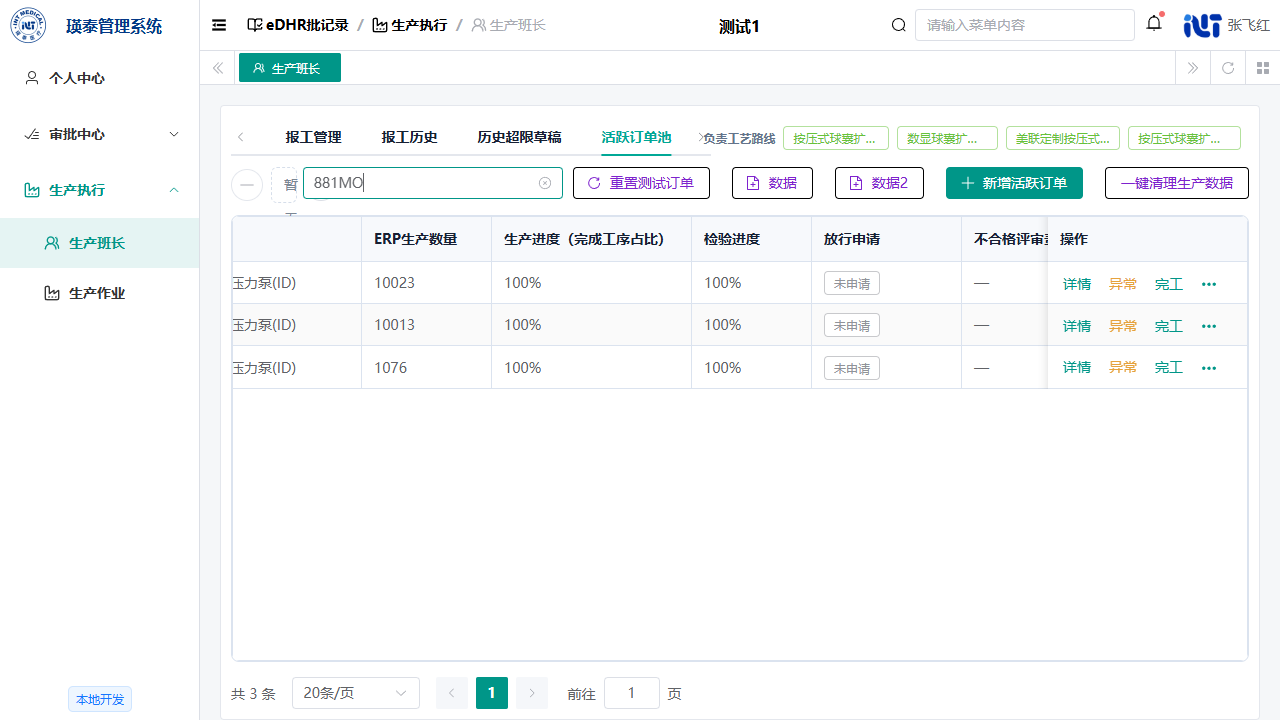 瑛泰管理系统
eDHR批记录 / 生产执行 / 生产班长
测试1
请输入菜单内容
张飞红
个人中心
审批中心
生产执行
生产班长
生产作业
本地开发
生产班长
报工管理 报工历史 历史超限草稿 活跃订单池
负责工艺路线 按压式球囊扩... 数显球囊扩... 美联定制按压式... 按压式球囊扩...
暂
881MO
重置测试订单 数据 数据2 新增活跃订单 一键清理生产数据
ERP生产数量 生产进度（完成工序占比） 检验进度 放行申请 不合格评审 操作
压力泵(ID) 10023 100% 100% 未申请 — 详情 异常 完工 •••
压力泵(ID) 10013 100% 100% 未申请 — 详情 异常 完工 •••
压力泵(ID) 1076 100% 100% 未申请 — 详情 异常 完工 •••
共 3 条 20条/页 1 前往 1 页